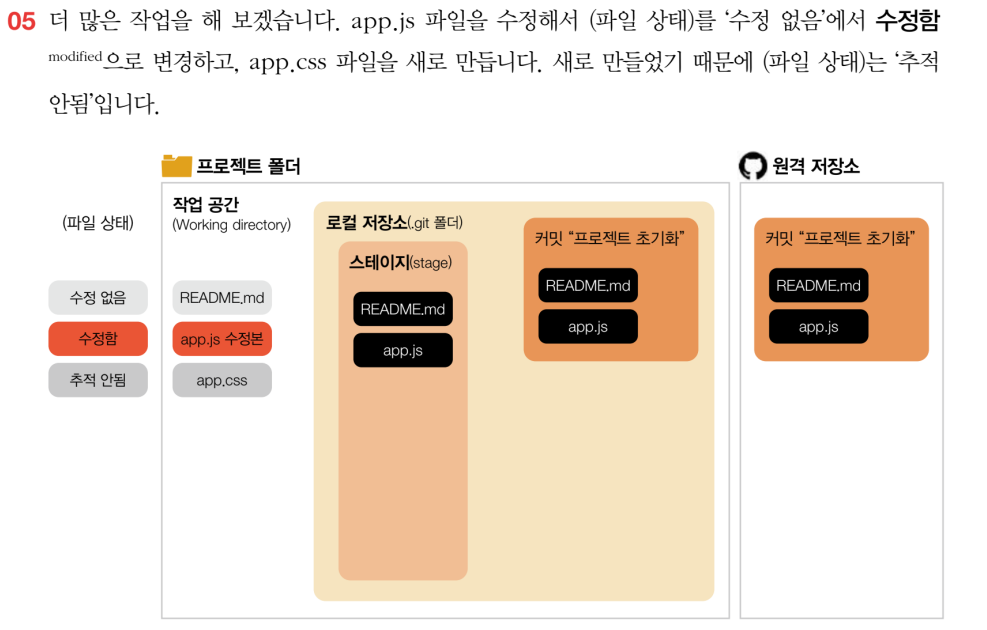 05 더 많은 작업을 해 보겠습니다. app.js 파일을 수정해서 (파일 상태)를 ‘수정 없음’에서 수정함
modified으로 변경하고, app.css 파일을 새로 만듭니다. 새로 만들었기 때문에 (파일 상태)는 ‘추적
안됨’입니다.
프로젝트 폴더
원격 저장소
(파일 상태)
작업 공간
(Working directory)
로컬 저장소(.git 폴더)
스테이지(stage)
커밋 “프로젝트 초기화”
커밋 “프로젝트 초기화”
수정 없음
README.md
README.md
README.md
README.md
수정함
app.js 수정본
app.js
app.js
app.js
추적 안됨
app.css